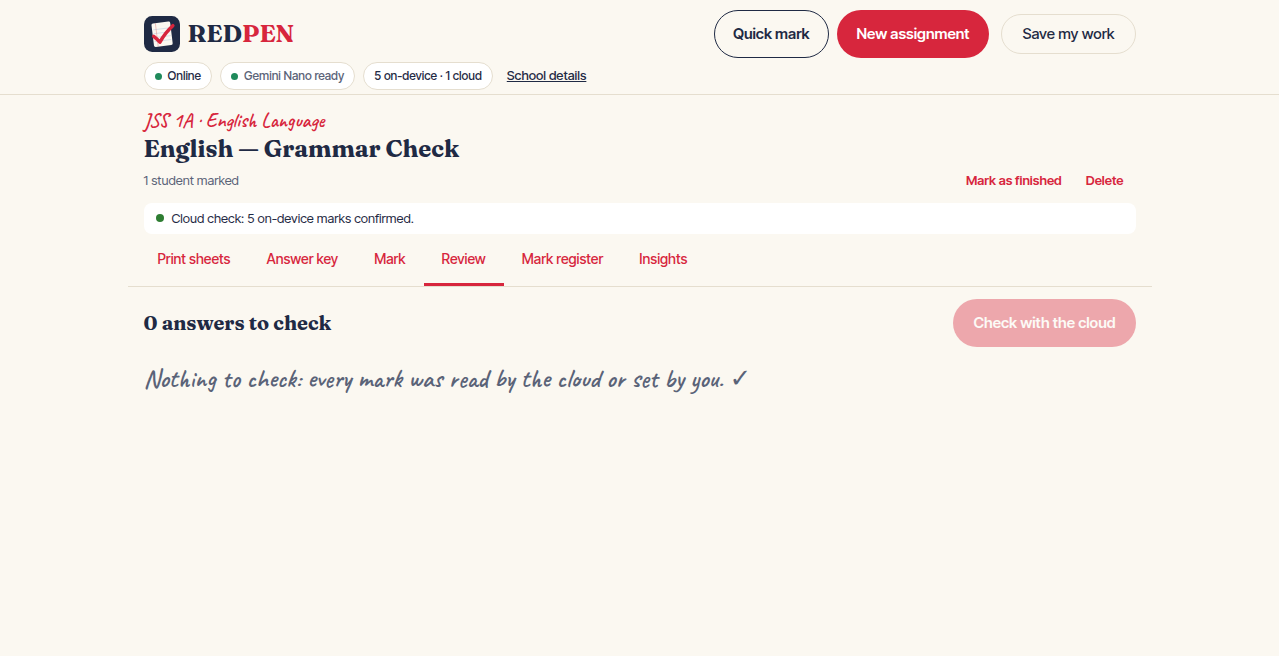 REDPEN
Quick mark
New assignment
Save my work
Online
Gemini Nano ready
5 on-device · 1 cloud
School details
JSS 1A · English Language
English — Grammar Check
1 student marked
Mark as finished
Delete
Cloud check: 5 on-device marks confirmed.
Print sheets
Answer key
Mark
Review
Mark register
Insights
0 answers to check
Check with the cloud
Nothing to check: every mark was read by the cloud or set by you. ✓